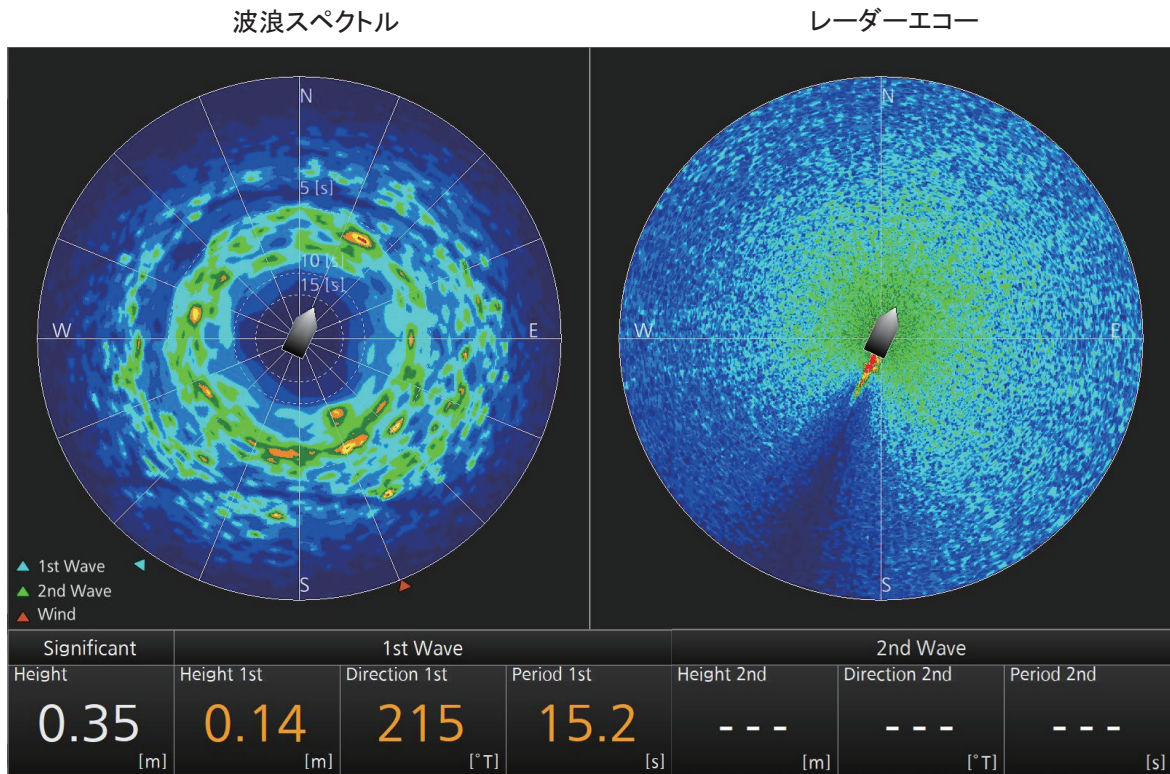 波浪スペクトル
レーダーエコー
N
5 [s]
10 [s]
15 [s]
W
E
S
1st Wave
2nd Wave
Wind
N
W
E
S
Significant
1st Wave
2nd Wave
Height
Height 1st
Direction 1st
Period 1st
Height 2nd
Direction 2nd
Period 2nd
0.35
0.14
215
15.2
- - -
- - -
- - -
[m]
[m]
[°T]
[s]
[m]
[°T]
[s]